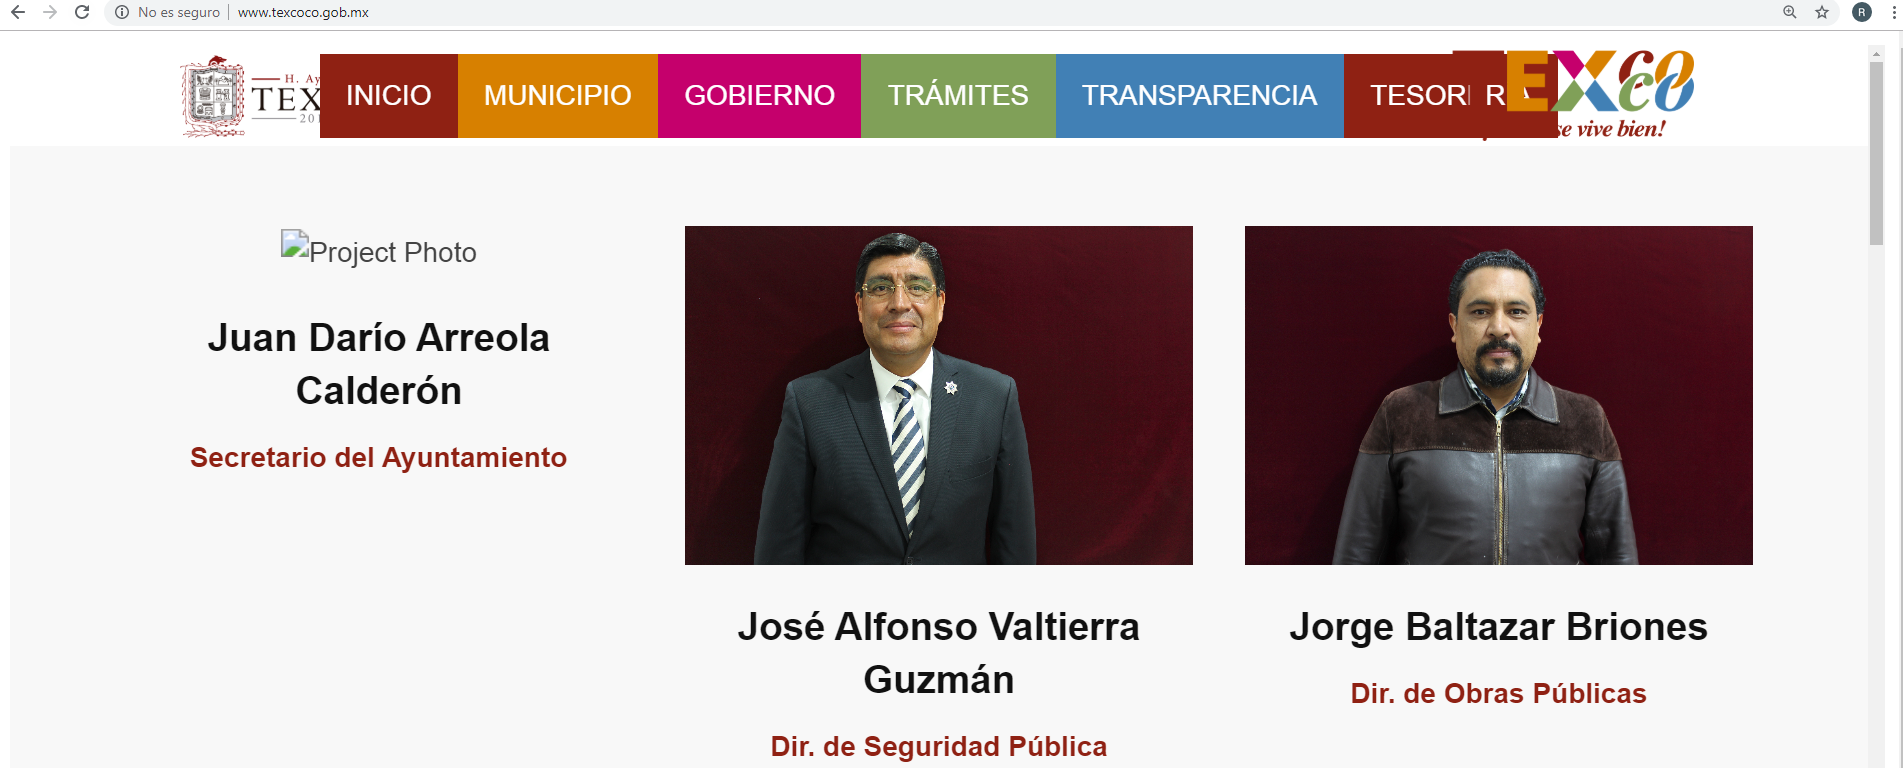 No es seguro | www.texcoco.gob.mx
R
H. Ay
TEX
201
INICIO
MUNICIPIO
GOBIERNO
TRÁMITES
TRANSPARENCIA
TEXCOCO
se vive bien!
Project Photo
Juan Darío Arreola
Calderón
Secretario del Ayuntamiento
José Alfonso Valtierra
Guzmán
Dir. de Seguridad Pública
Jorge Baltazar Briones
Dir. de Obras Públicas